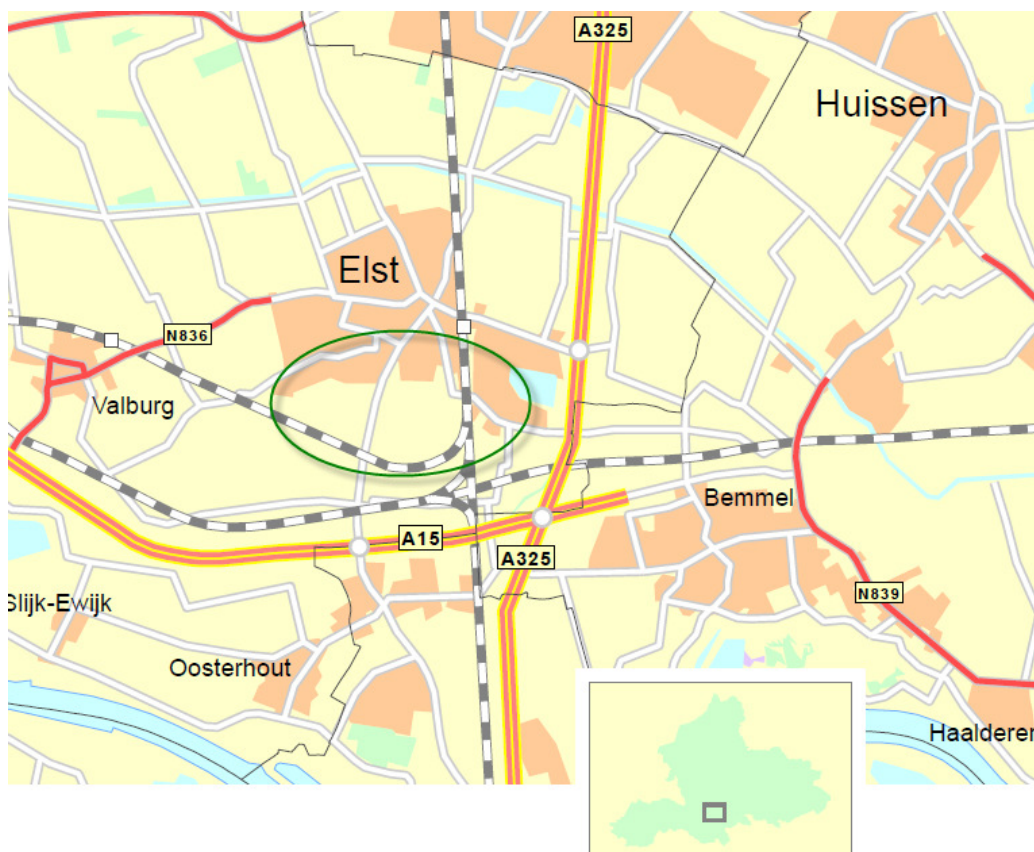 A325
Huissen
Elst
N836
Valburg
Bemmel
A15
A325
N839
Slijk-Ewijk
Oosterhout
Haalderen